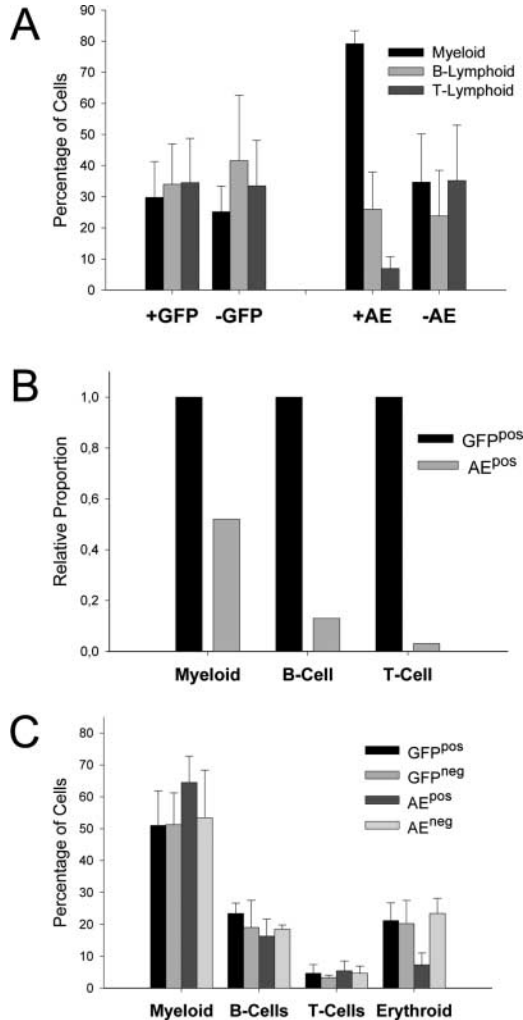 A
Percentage of Cells
90
80
70
60
50
40
30
20
10
0
Myeloid
B-Lymphoid
T-Lymphoid
+GFP -GFP +AE -AE
B
Relative Proportion
1,0
0,8
0,6
0,4
0,2
0,0
GFPpos
AEpos
Myeloid B-Cell T-Cell
C
Percentage of Cells
80
70
60
50
40
30
20
10
0
GFPpos
GFPneg
AEpos
AEneg
Myeloid B-Cells T-Cells Erythroid